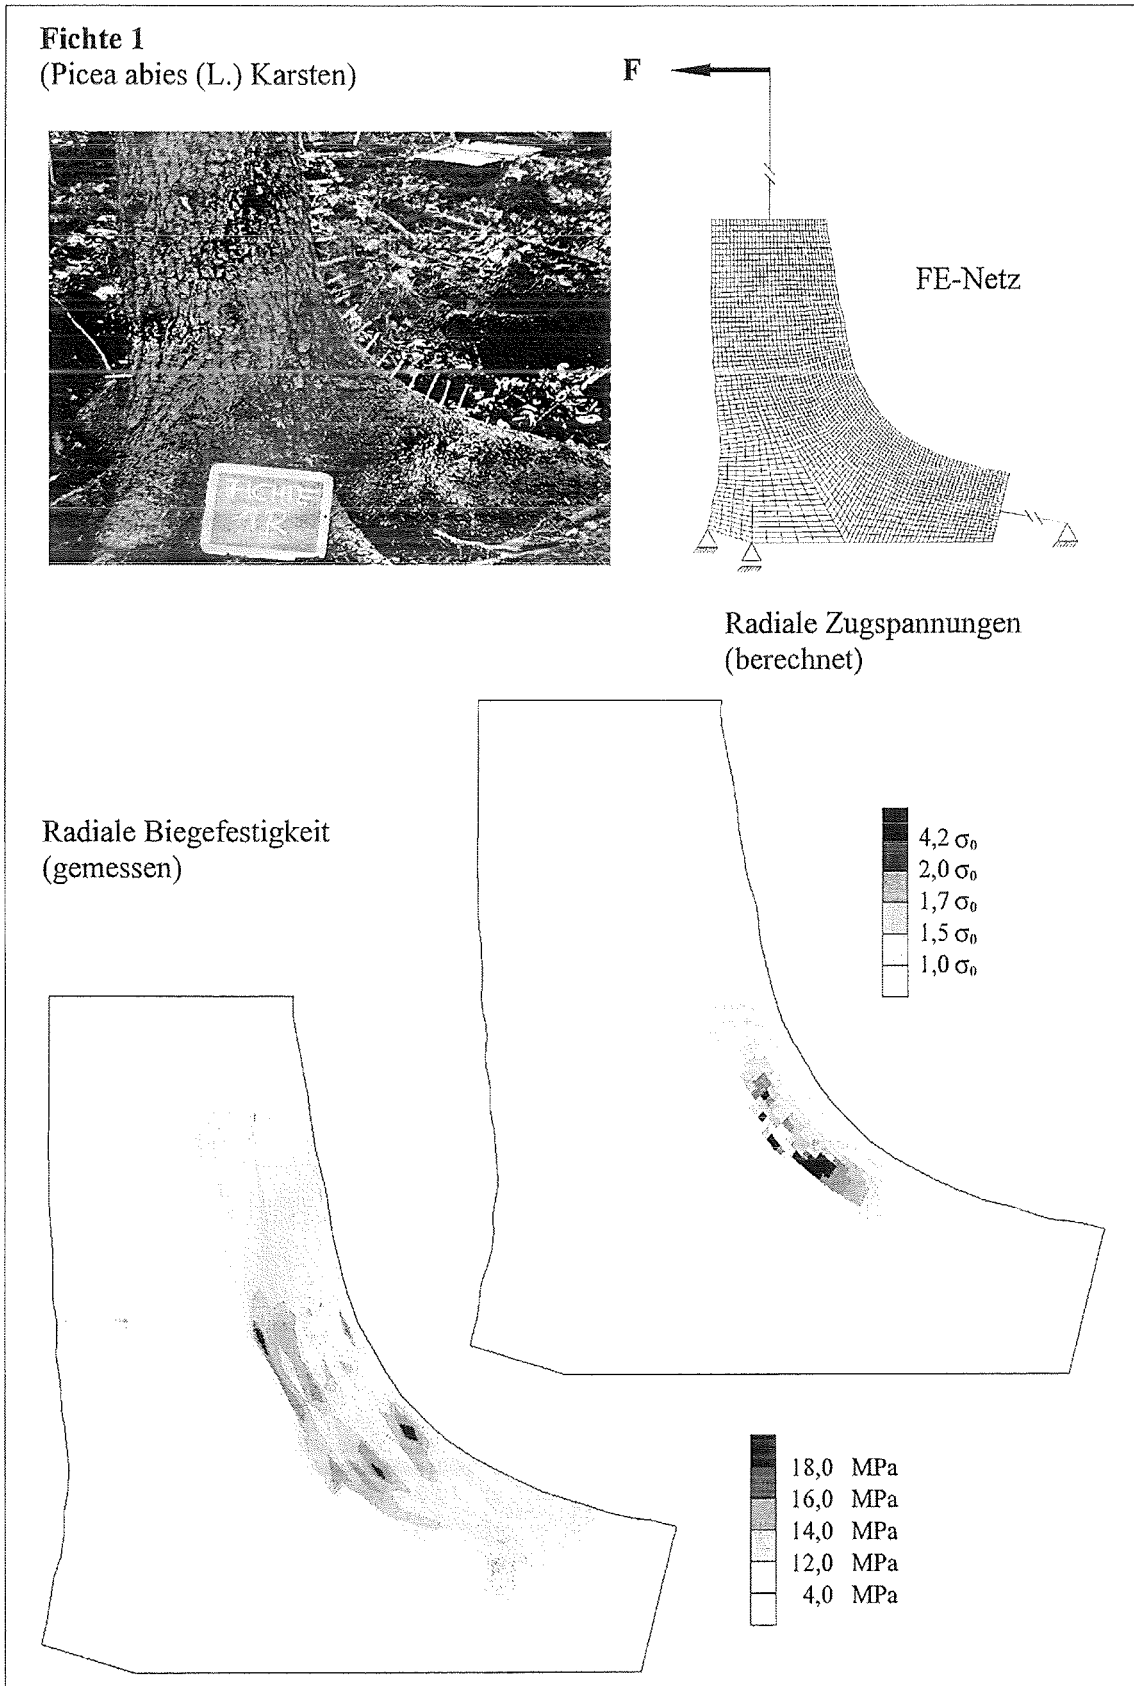 Fichte 1
(Picea abies (L.) Karsten)
F
FICHTE
1R
FE-Netz
Radiale Zugspannungen
(berechnet)
4,2 σ₀
2,0 σ₀
1,7 σ₀
1,5 σ₀
1,0 σ₀
Radiale Biegefestigkeit
(gemessen)
18,0 MPa
16,0 MPa
14,0 MPa
12,0 MPa
4,0 MPa